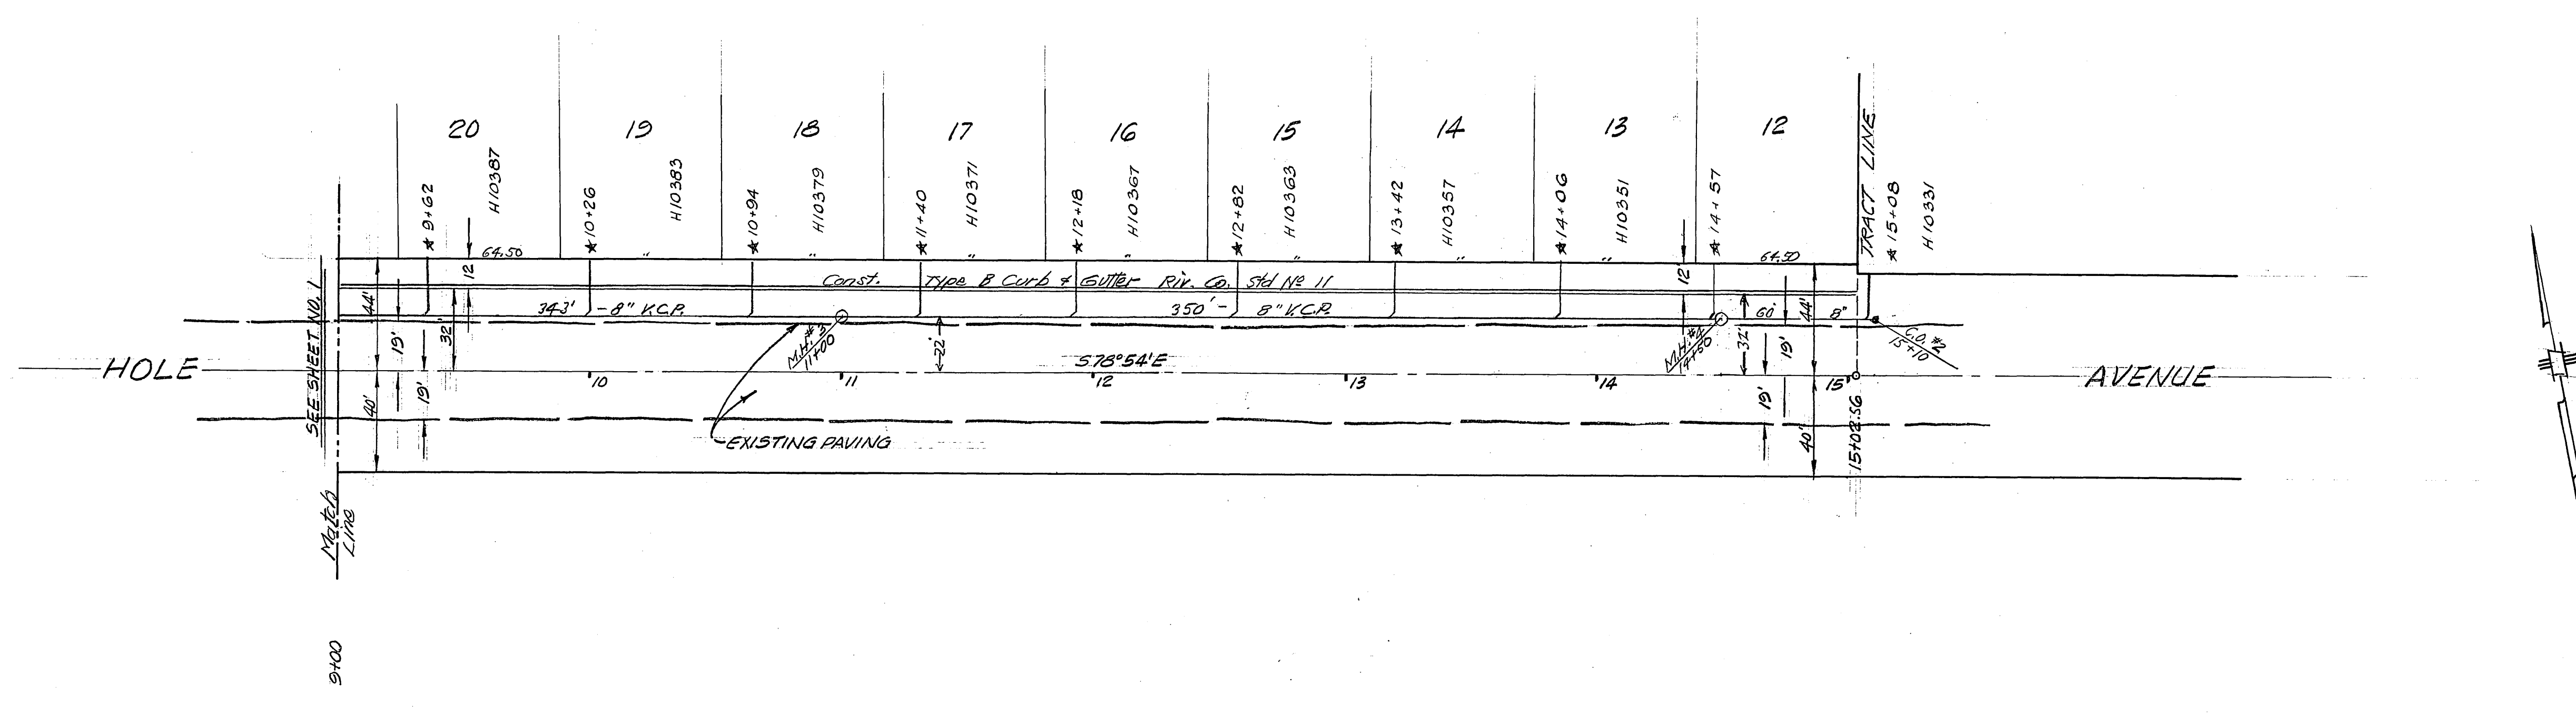 20 19 18 17 16 15 14 13 12
TRACT LINE
★ 9+62
H10387
★ 10+26
H10383
★ 10+94
H10379
★ 11+40
H10371
★ 12+18
H10367
★ 12+82
H10363
★ 13+42
H10357
★ 14+06
H10351
★ 14+57
★ 15+08
H10331
64.50 " " " " " " " 64.50
12
12'
Const. Type B Curb & Gutter Riv. Co. Std No 11
343' - 8" V.C.P.
350' - 8" V.C.P.
60' 8"
SEE SHEET NO. 1
44'
19'
32'
19'
40'
M.H. #3
11+00
22'
M.H. #4
14+50
32'
19'
44'
19'
40'
C.O. #2
15+10
HOLE
S78°54'E
AVENUE
10 11 12 13 14 15
15+02.56
EXISTING PAVING
Match
Line
9+00